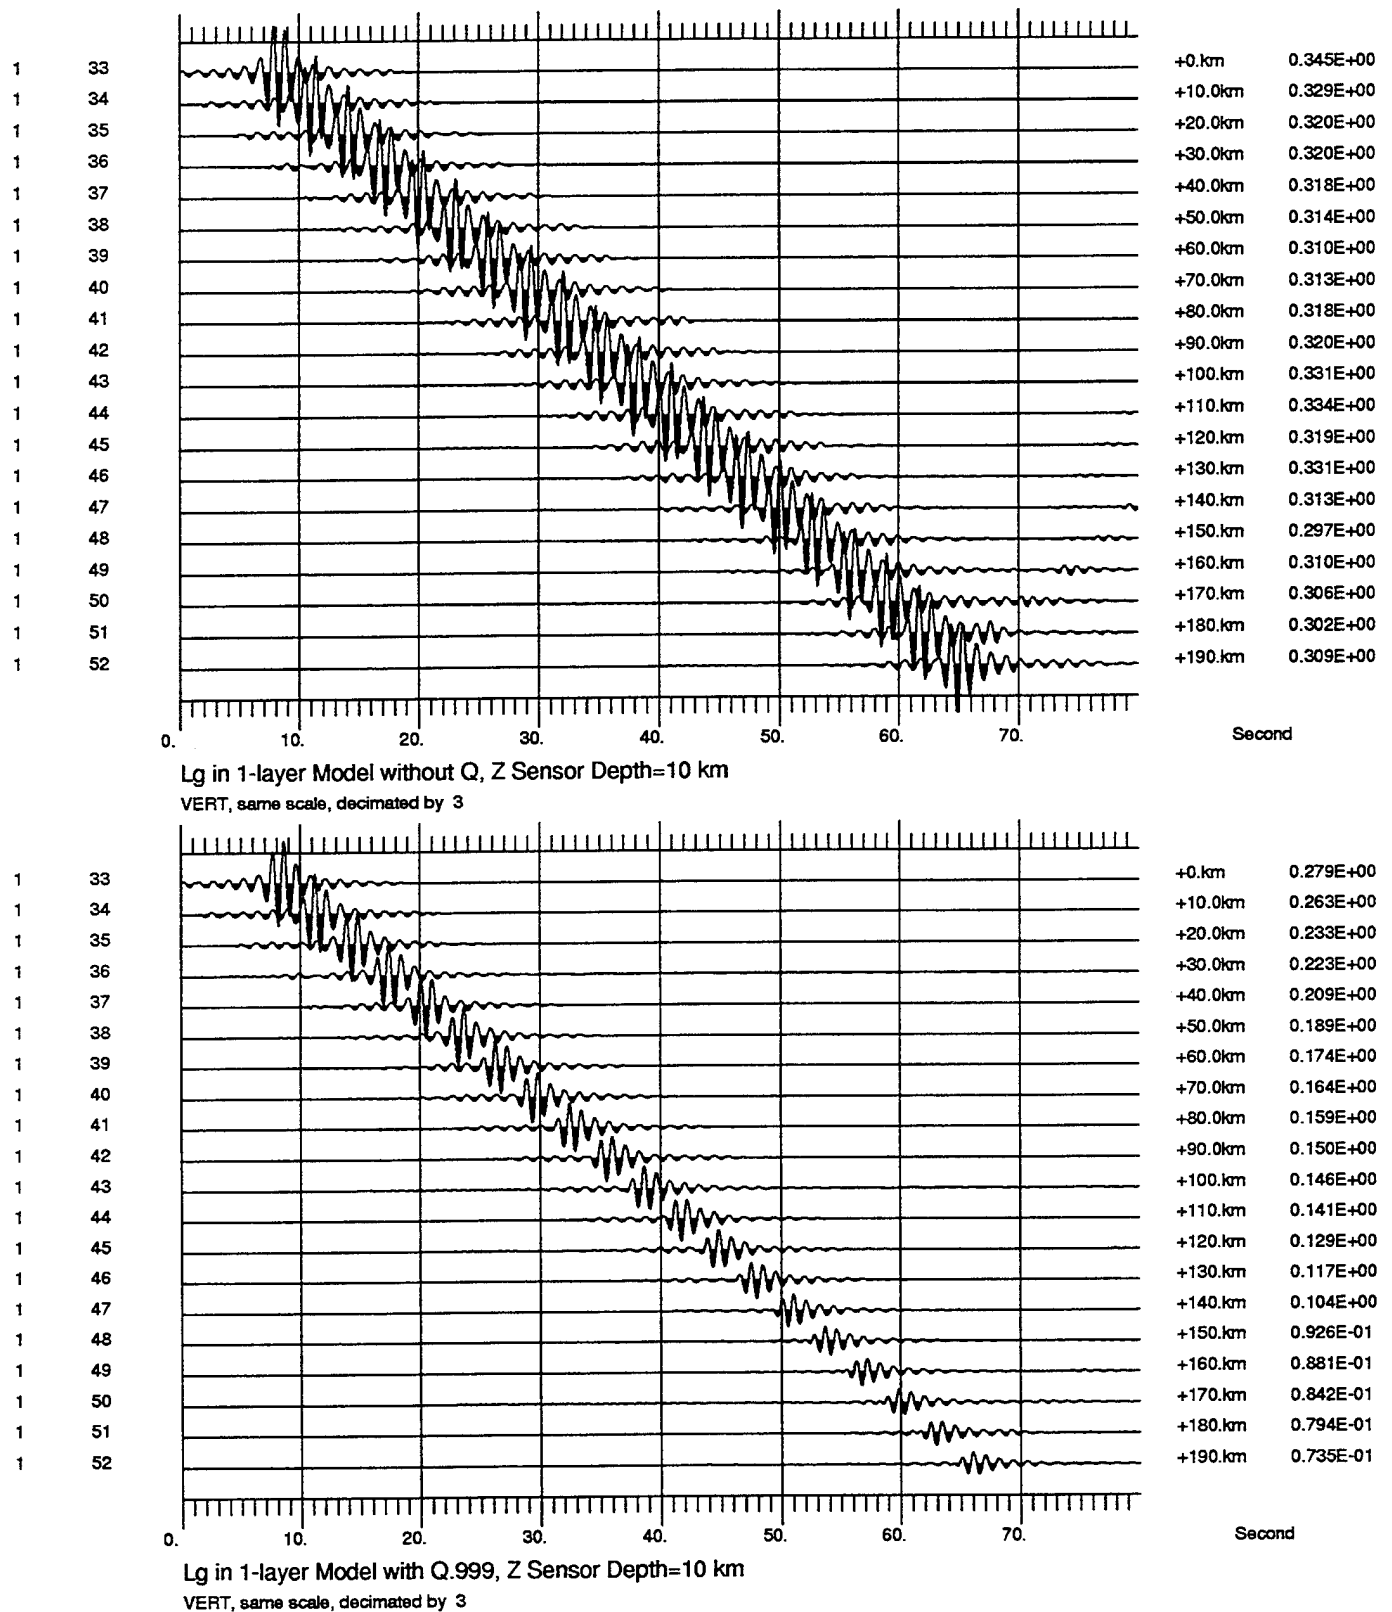 1 33 +0.km 0.345E+00
1 34 +10.0km 0.329E+00
1 35 +20.0km 0.320E+00
1 36 +30.0km 0.320E+00
1 37 +40.0km 0.318E+00
1 38 +50.0km 0.314E+00
1 39 +60.0km 0.310E+00
1 40 +70.0km 0.313E+00
1 41 +80.0km 0.318E+00
1 42 +90.0km 0.320E+00
1 43 +100.km 0.331E+00
1 44 +110.km 0.334E+00
1 45 +120.km 0.319E+00
1 46 +130.km 0.331E+00
1 47 +140.km 0.313E+00
1 48 +150.km 0.297E+00
1 49 +160.km 0.310E+00
1 50 +170.km 0.306E+00
1 51 +180.km 0.302E+00
1 52 +190.km 0.309E+00
0. 10. 20. 30. 40. 50. 60. 70. Second
Lg in 1-layer Model without Q, Z Sensor Depth=10 km
VERT, same scale, decimated by 3
1 33 +0.km 0.279E+00
1 34 +10.0km 0.263E+00
1 35 +20.0km 0.233E+00
1 36 +30.0km 0.223E+00
1 37 +40.0km 0.209E+00
1 38 +50.0km 0.189E+00
1 39 +60.0km 0.174E+00
1 40 +70.0km 0.164E+00
1 41 +80.0km 0.159E+00
1 42 +90.0km 0.150E+00
1 43 +100.km 0.146E+00
1 44 +110.km 0.141E+00
1 45 +120.km 0.129E+00
1 46 +130.km 0.117E+00
1 47 +140.km 0.104E+00
1 48 +150.km 0.926E-01
1 49 +160.km 0.881E-01
1 50 +170.km 0.842E-01
1 51 +180.km 0.794E-01
1 52 +190.km 0.735E-01
0. 10. 20. 30. 40. 50. 60. 70. Second
Lg in 1-layer Model with Q.999, Z Sensor Depth=10 km
VERT, same scale, decimated by 3